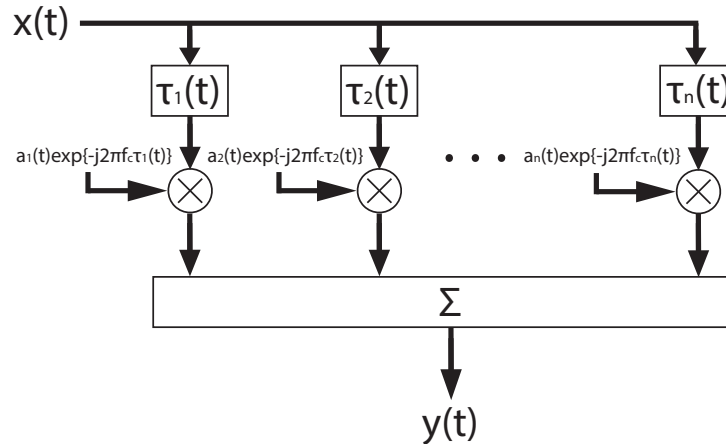 x(t)
τ₁(t) τ₂(t) τₙ(t)
a₁(t)exp{-j2πf꜀τ₁(t)} a₂(t)exp{-j2πf꜀τ₂(t)} • • • aₙ(t)exp{-j2πf꜀τₙ(t)}
Σ
y(t)